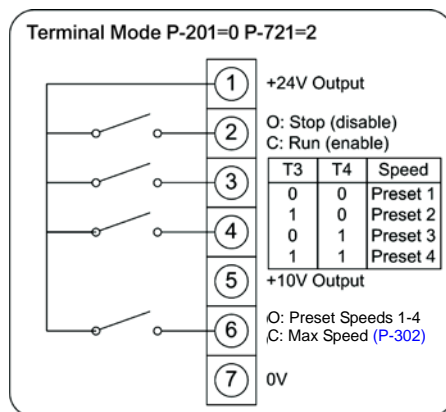 Terminal Mode P-201=0 P-721=2
1 +24V Output
2 O: Stop (disable)
C: Run (enable)
T3 T4 Speed
0 0 Preset 1
1 0 Preset 2
0 1 Preset 3
1 1 Preset 4
3
4
5 +10V Output
6 O: Preset Speeds 1-4
C: Max Speed (P-302)
7 0V